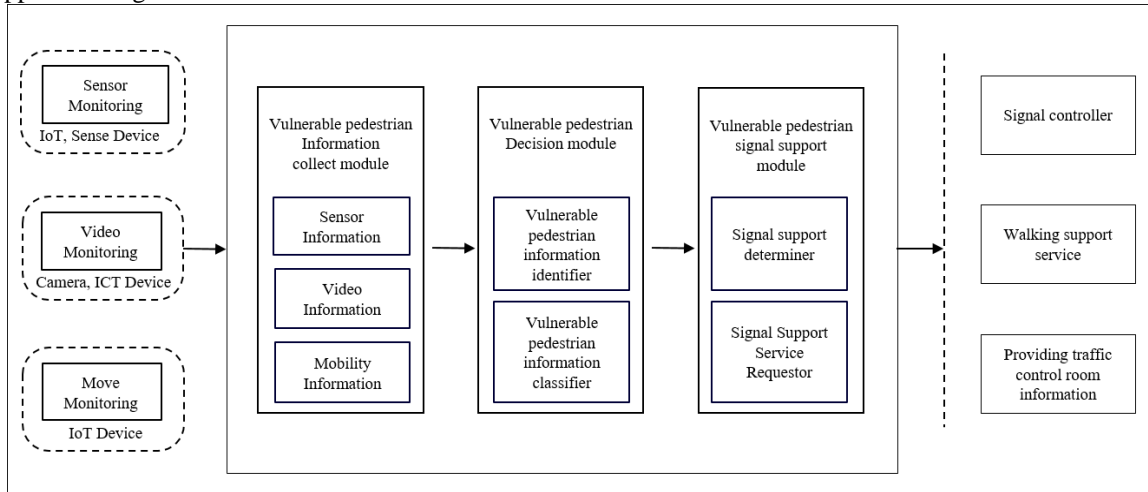 Sensor
Monitoring
IoT, Sense Device
Video
Monitoring
Camera, ICT Device
Move
Monitoring
IoT Device
Vulnerable pedestrian
Information
collect module
Sensor
Information
Video
Information
Mobility
Information
Vulnerable pedestrian
Decision module
Vulnerable
pedestrian
information
identifier
Vulnerable
pedestrian
information
classifier
Vulnerable pedestrian
signal support
module
Signal support
determiner
Signal Support
Service
Requestor
Signal controller
Walking support
service
Providing traffic
control room
information